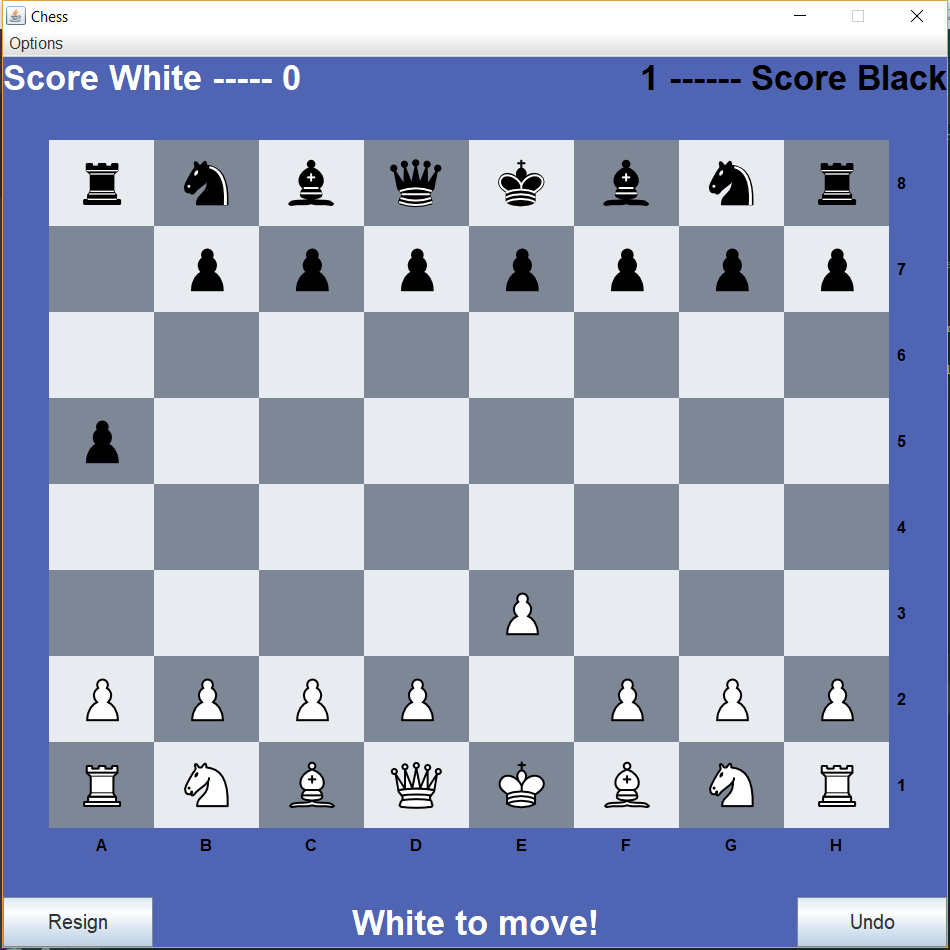 Chess
Options
Score White ----- 0
1 ------ Score Black
8
7
6
5
4
3
2
1
A B C D E F G H
Resign
White to move!
Undo